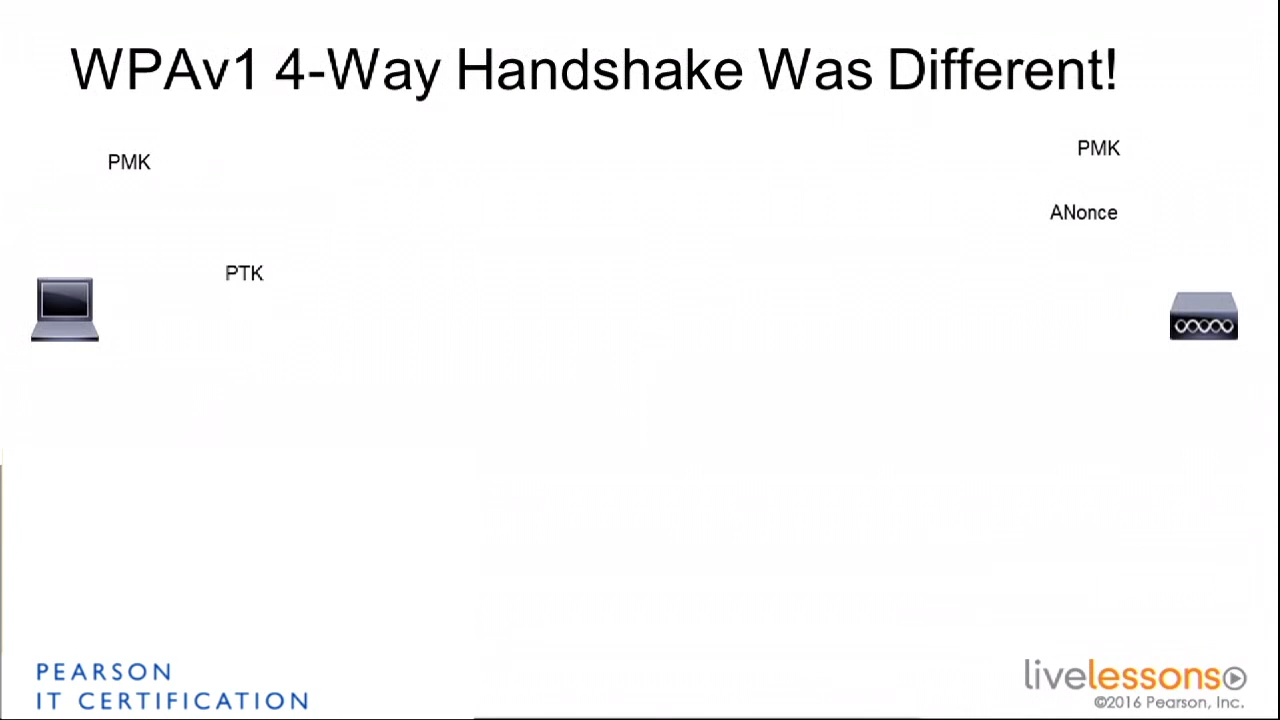 WPAv1 4-Way Handshake Was Different!
PMK
PMK
ANonce
PTK
PEARSON
IT CERTIFICATION
livelessons
©2016 Pearson, Inc.